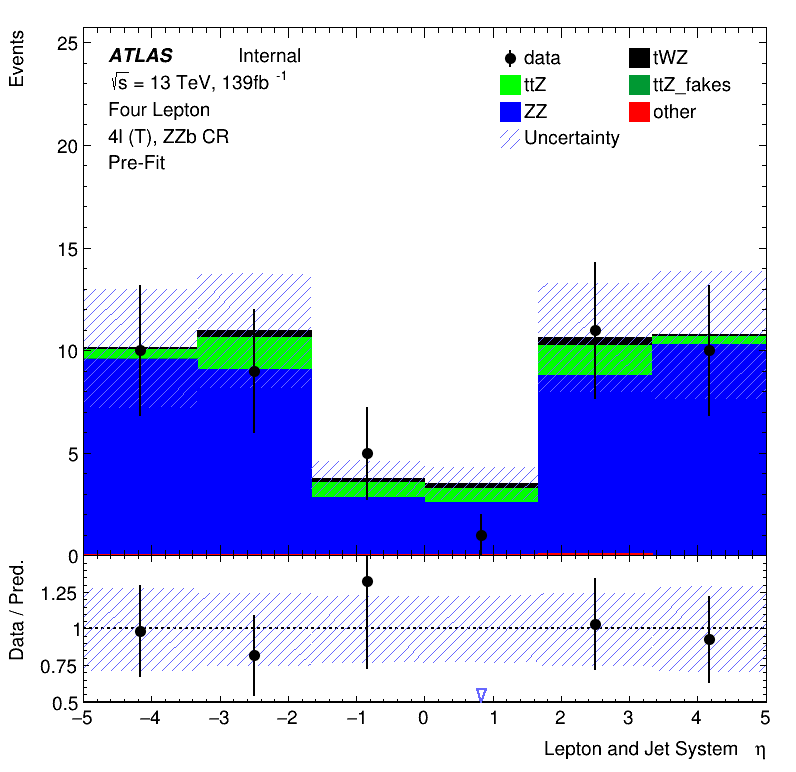 Events
25
20
15
10
5
0
ATLAS Internal
√s = 13 TeV, 139fb -1
Four Lepton
4l (T), ZZb CR
Pre-Fit
data
tWZ
ttZ
ttZ_fakes
ZZ
other
Uncertainty
Data / Pred.
1.25
1
0.75
0.5
−5 −4 −3 −2 −1 0 1 2 3 4 5
Lepton and Jet System η